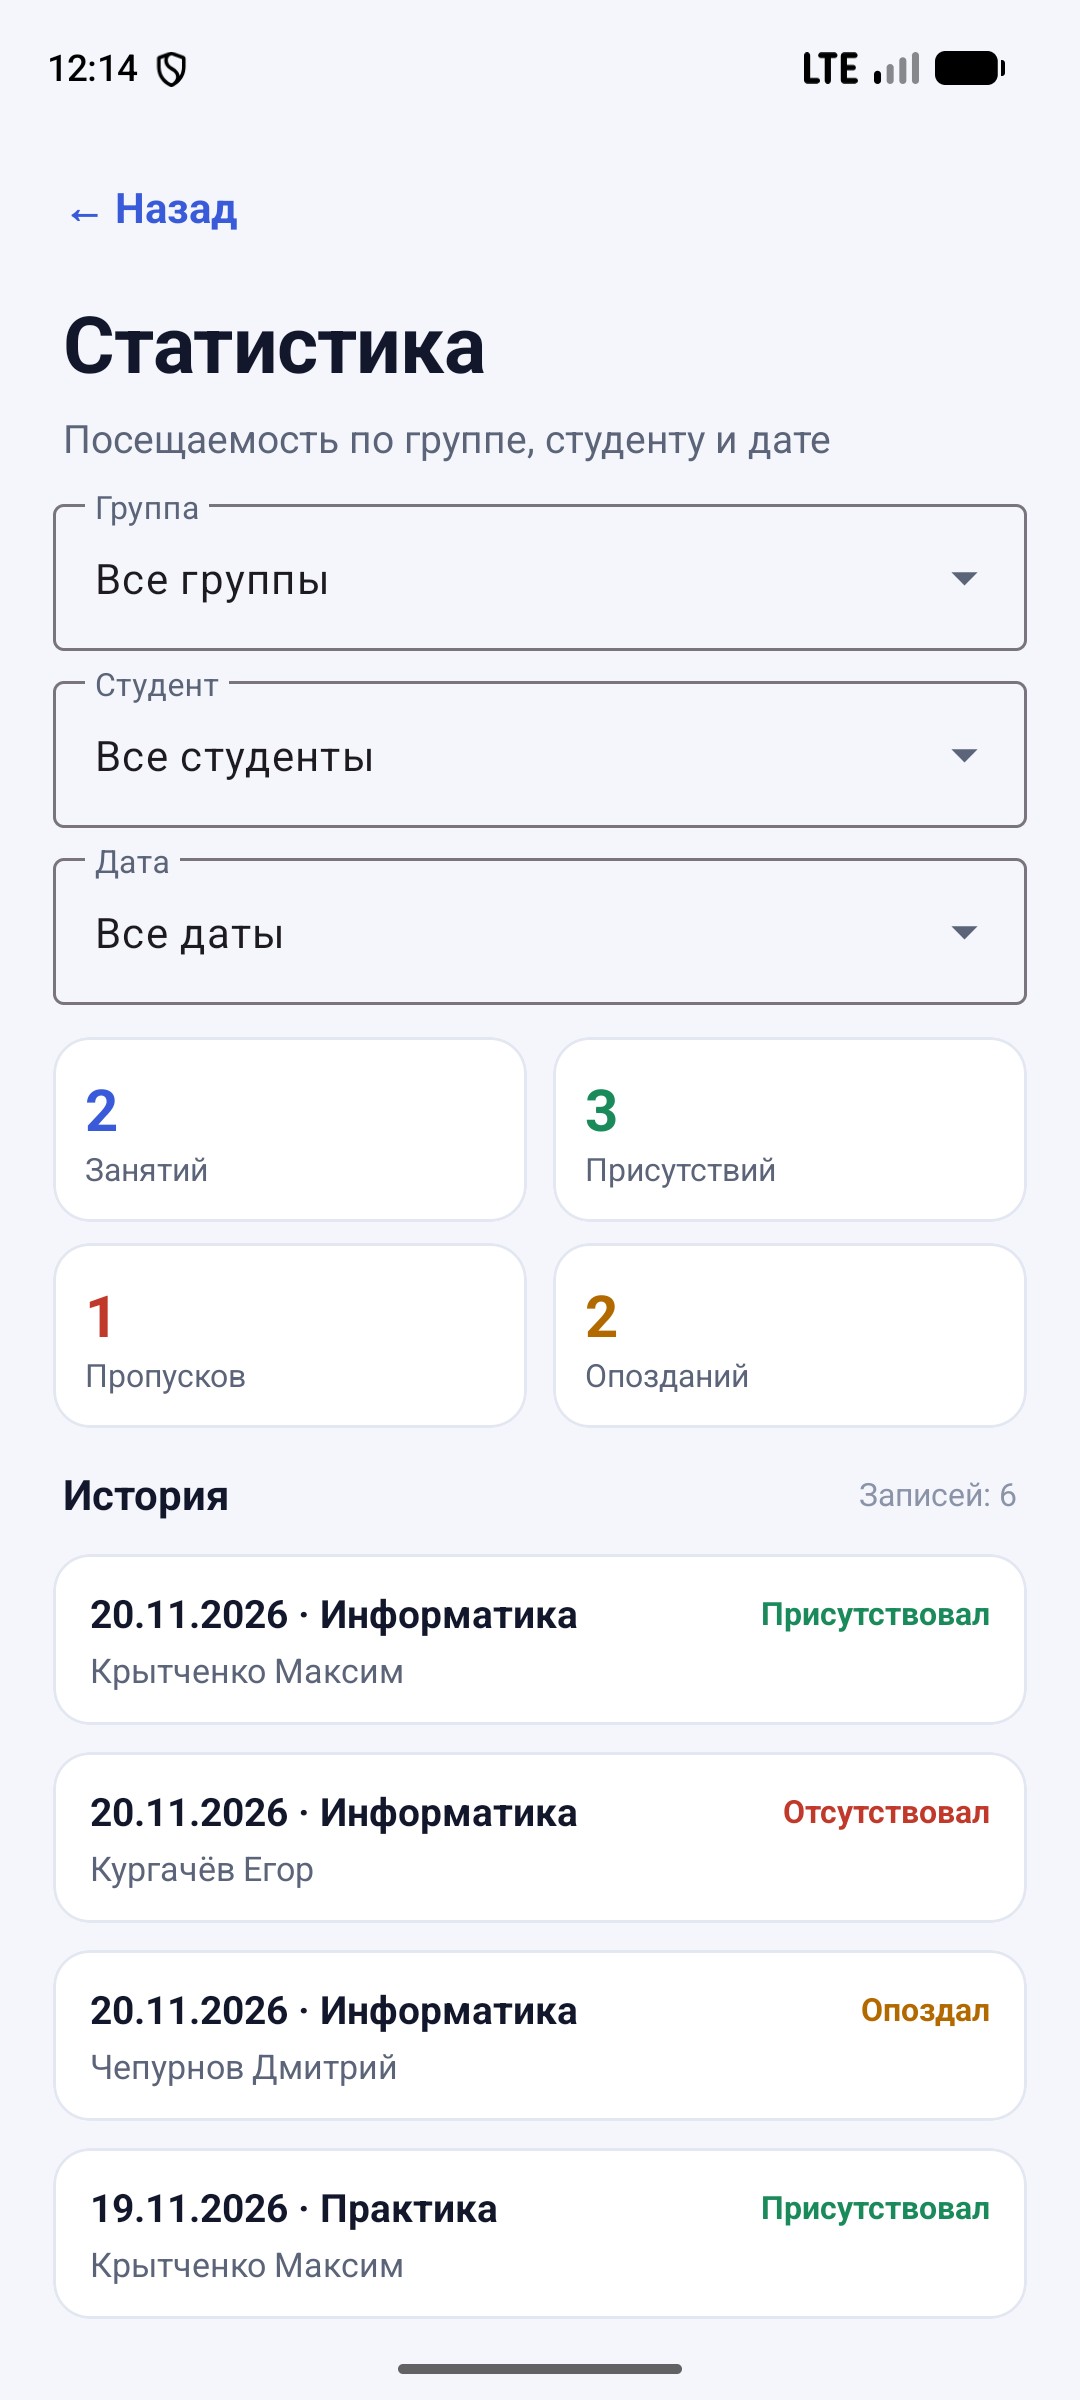 12:14 LTE
← Назад
Статистика
Посещаемость по группе, студенту и дате
Группа
Все группы
Студент
Все студенты
Дата
Все даты
2
Занятий
3
Присутствий
1
Пропусков
2
Опозданий
История Записей: 6
20.11.2026 · Информатика Присутствовал
Крытченко Максим
20.11.2026 · Информатика Отсутствовал
Кургачёв Егор
20.11.2026 · Информатика Опоздал
Чепурнов Дмитрий
19.11.2026 · Практика Присутствовал
Крытченко Максим